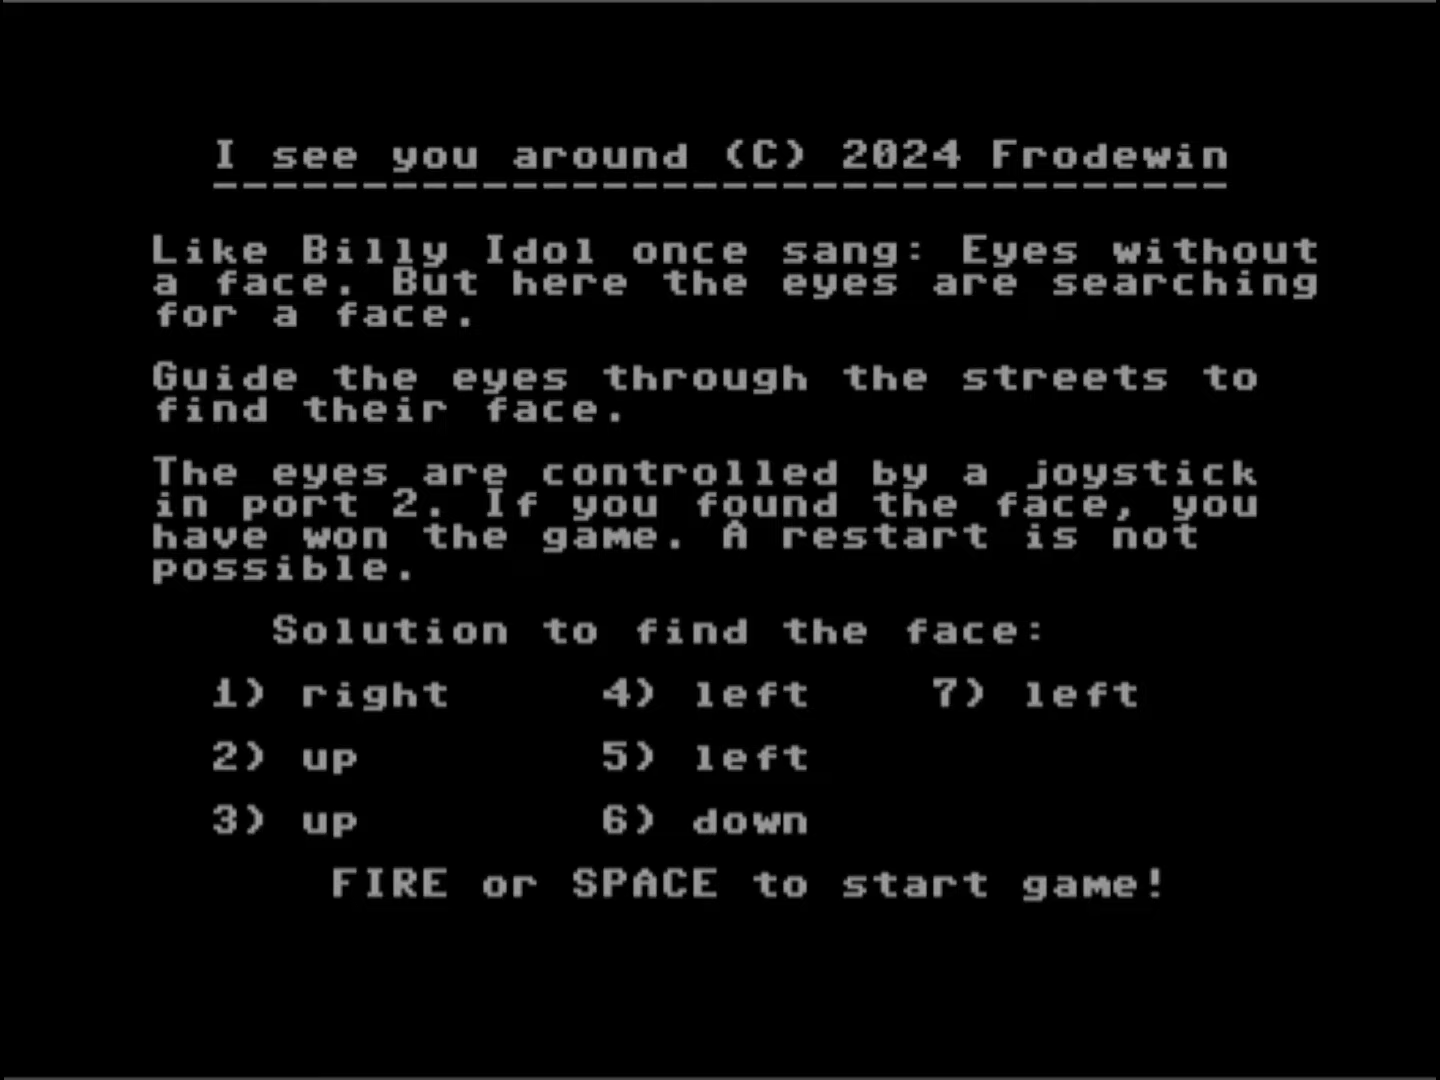 I see you around (C) 2024 Frodewin
----------------------------------
Like Billy Idol once sang: Eyes without
a face. But here the eyes are searching
for a face.
Guide the eyes through the streets to
find their face.
The eyes are controlled by a joystick
in port 2. If you found the face, you
have won the game. A restart is not
possible.
Solution to find the face:
1) right 4) left 7) left
2) up 5) left
3) up 6) down
FIRE or SPACE to start game!